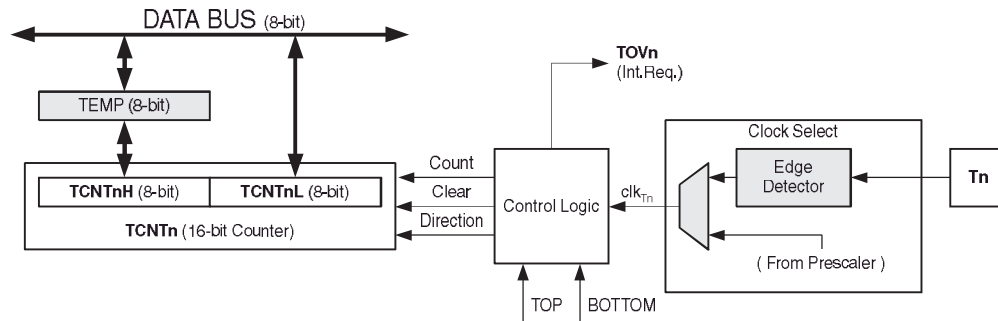 DATA BUS (8-bit)
TOVn
(Int.Req.)
TEMP (8-bit)
Clock Select
Count
Edge
Detector
Tn
TCNTnH (8-bit) TCNTnL (8-bit)
Clear
Control Logic
clkTn
TCNTn (16-bit Counter)
Direction
( From Prescaler )
TOP
BOTTOM